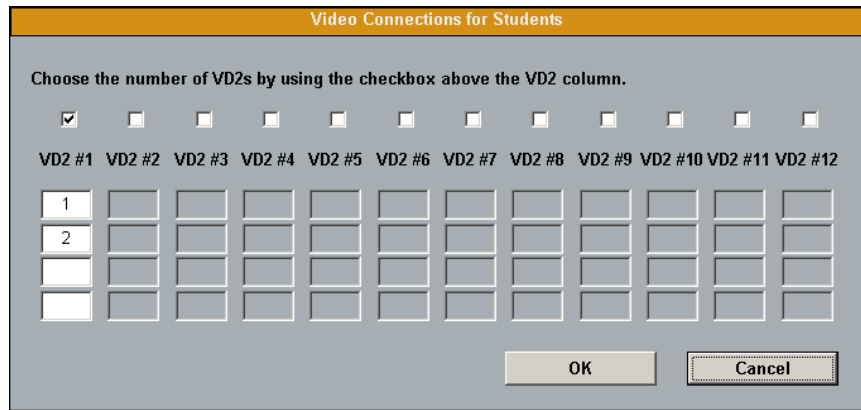 Video Connections for Students
Choose the number of VD2s by using the checkbox above the VD2 column.
VD2 #1 VD2 #2 VD2 #3 VD2 #4 VD2 #5 VD2 #6 VD2 #7 VD2 #8 VD2 #9 VD2 #10 VD2 #11 VD2 #12
1
2
OK Cancel